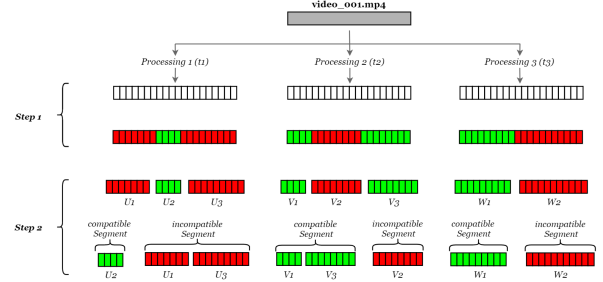 video_001.mp4
Processing 1 (t1) Processing 2 (t2) Processing 3 (t3)
Step 1
U1 U2 U3 V1 V2 V3 W1 W2
Step 2
compatible Segment incompatible Segment compatible Segment incompatible Segment compatible Segment incompatible Segment
U2 U1 U3 V1 V3 V2 W1 W2